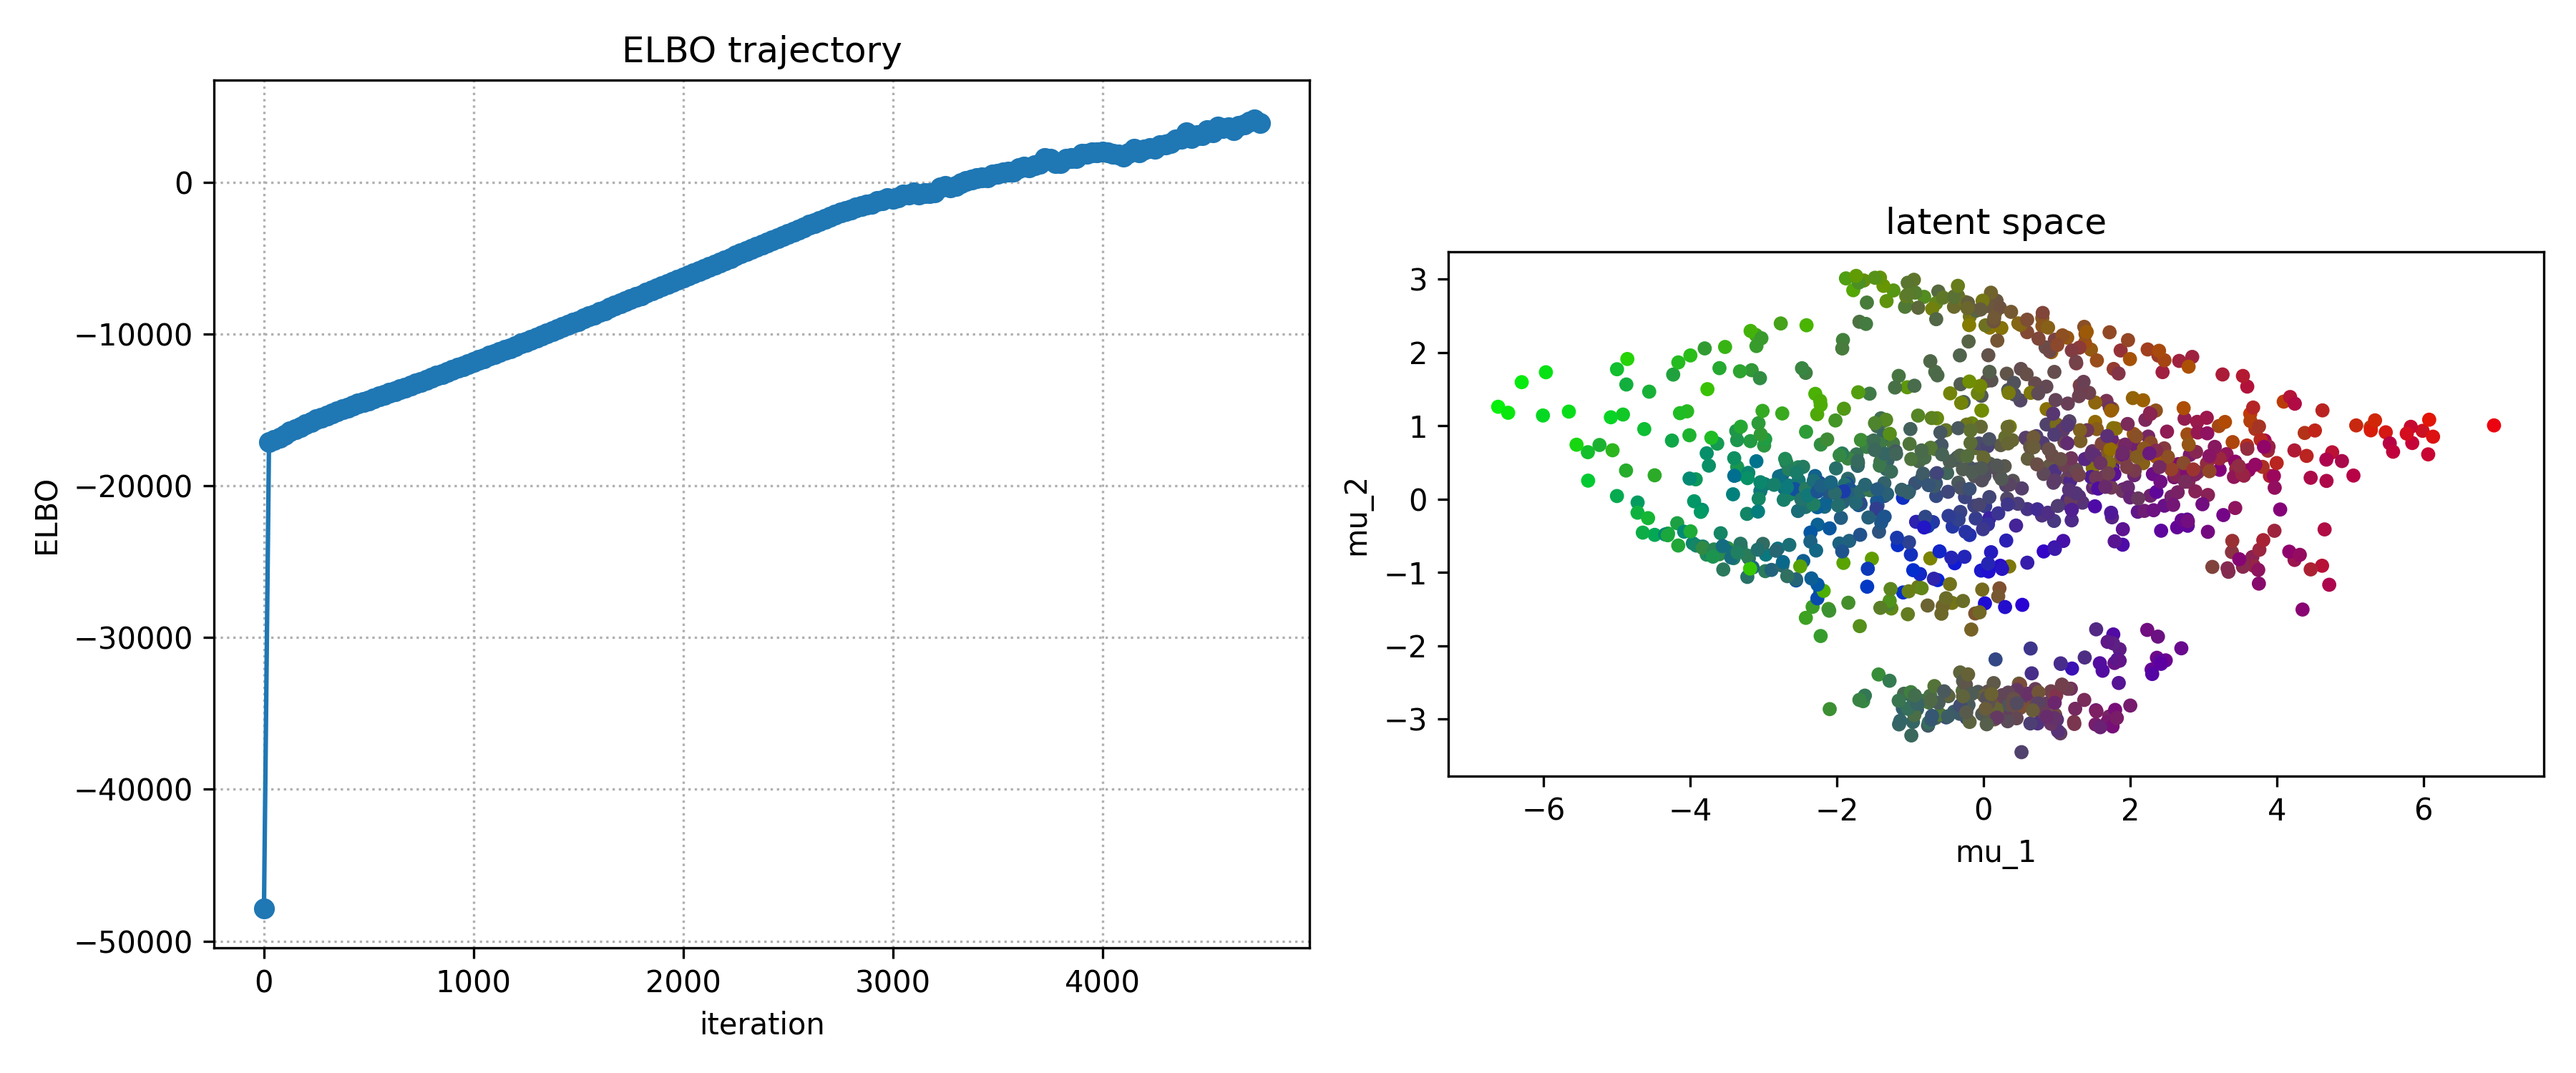 ELBO trajectory
0
−10000
−20000
−30000
−40000
−50000
ELBO
0 1000 2000 3000 4000
iteration
latent space
3
2
1
0
−1
−2
−3
mu_2
−6 −4 −2 0 2 4 6
mu_1